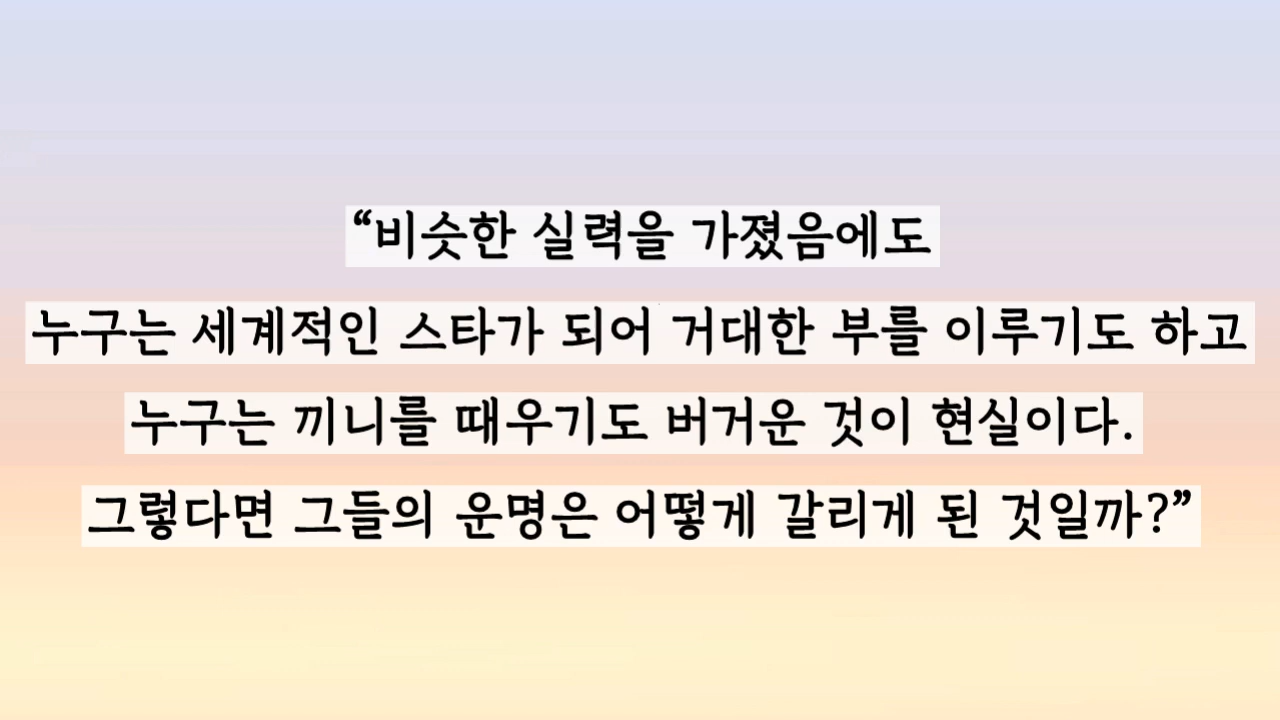 “비슷한 실력을 가졌음에도
누구는 세계적인 스타가 되어 거대한 부를 이루기도 하고
누구는 끼니를 때우기도 버거운 것이 현실이다.
그렇다면 그들의 운명은 어떻게 갈리게 된 것일까?”